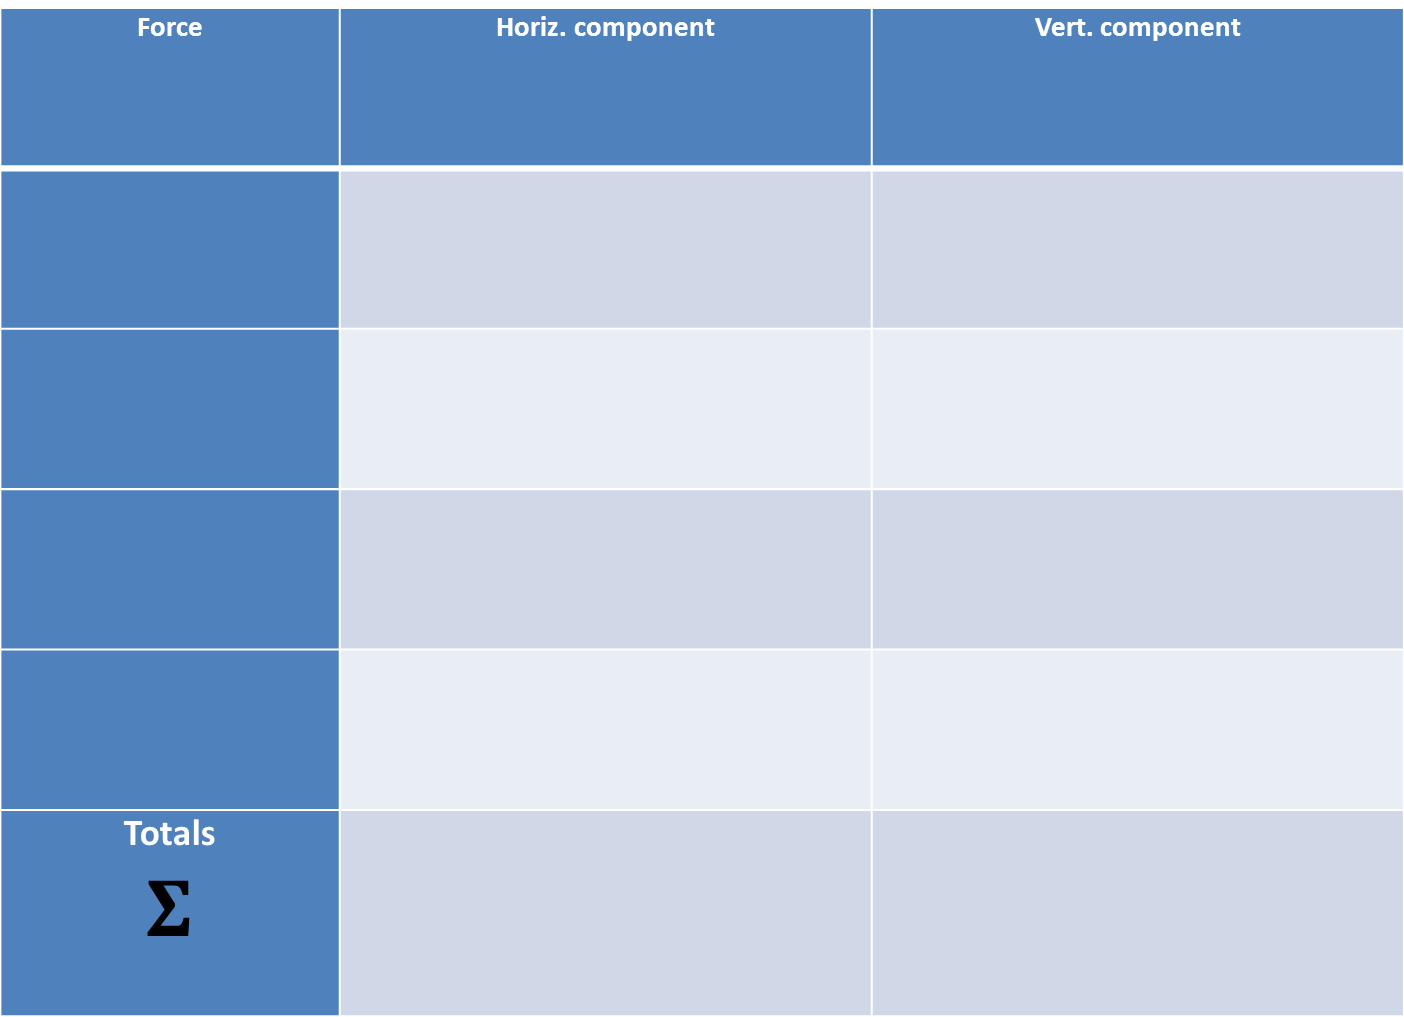 Force Horiz. component Vert. component
Totals
Σ